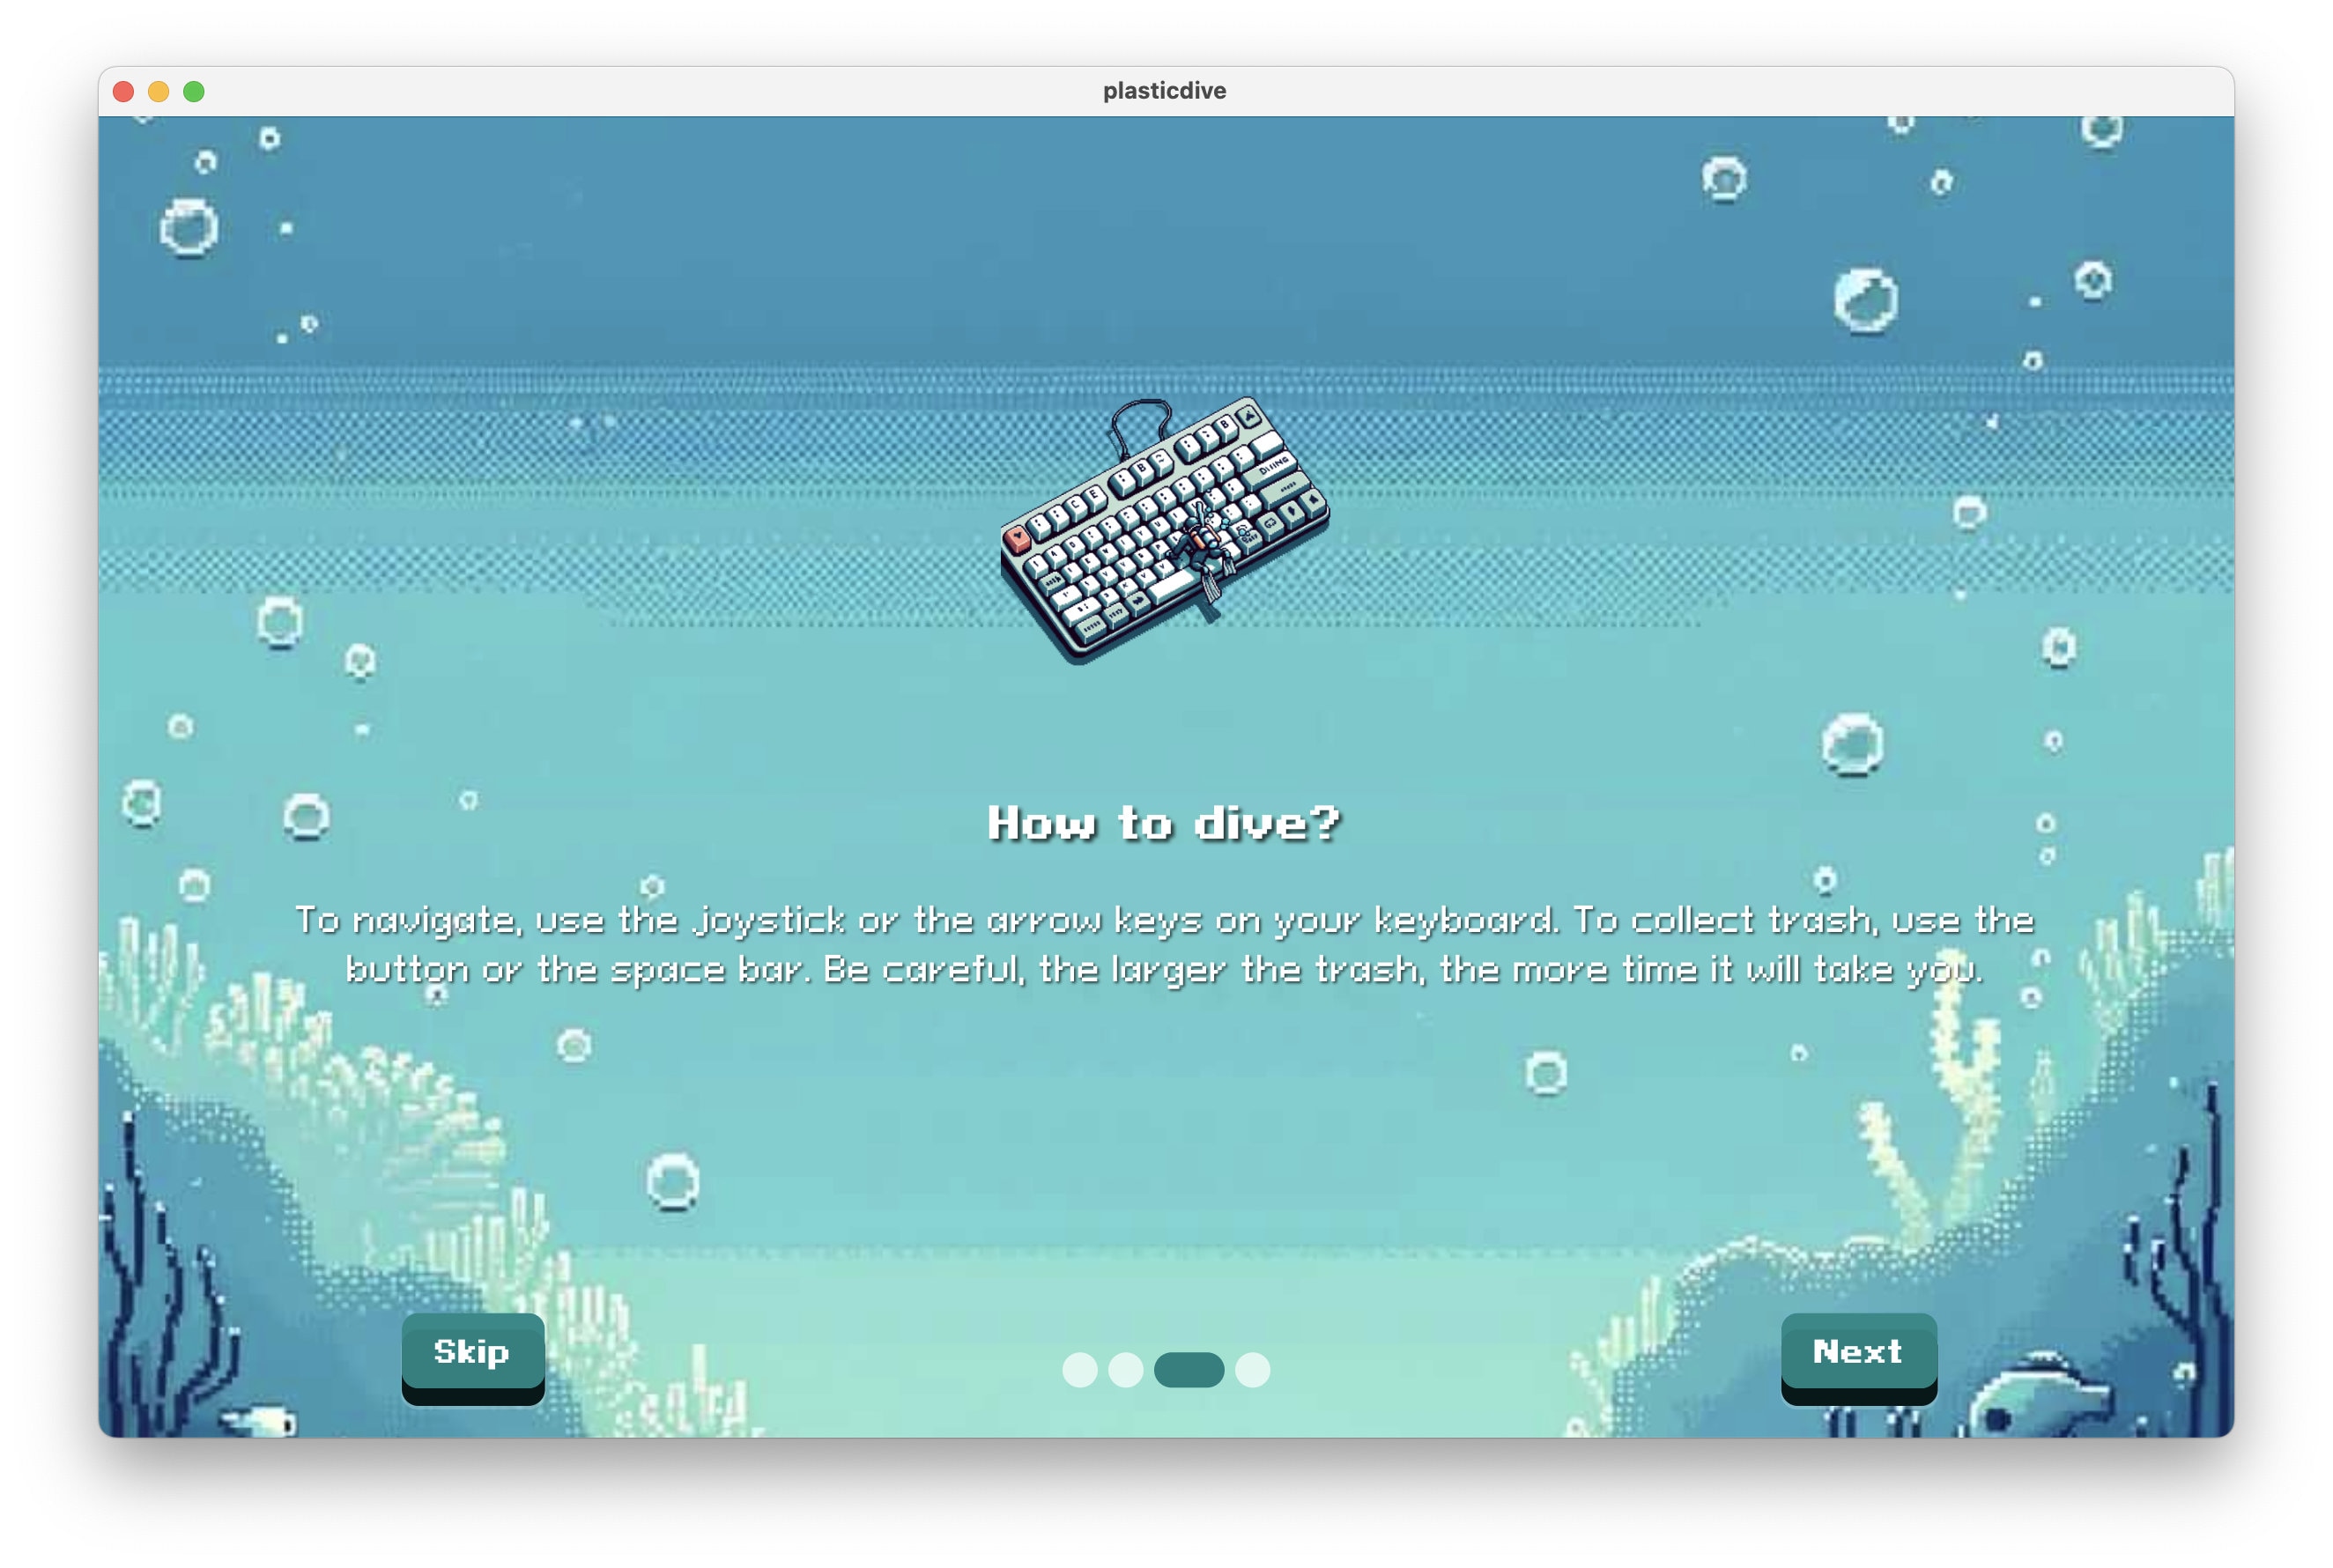 plasticdive
How to dive?
To navigate, use the joystick or the arrow keys on your keyboard. To collect trash, use the
button or the space bar. Be careful, the larger the trash, the more time it will take you.
Skip
Next